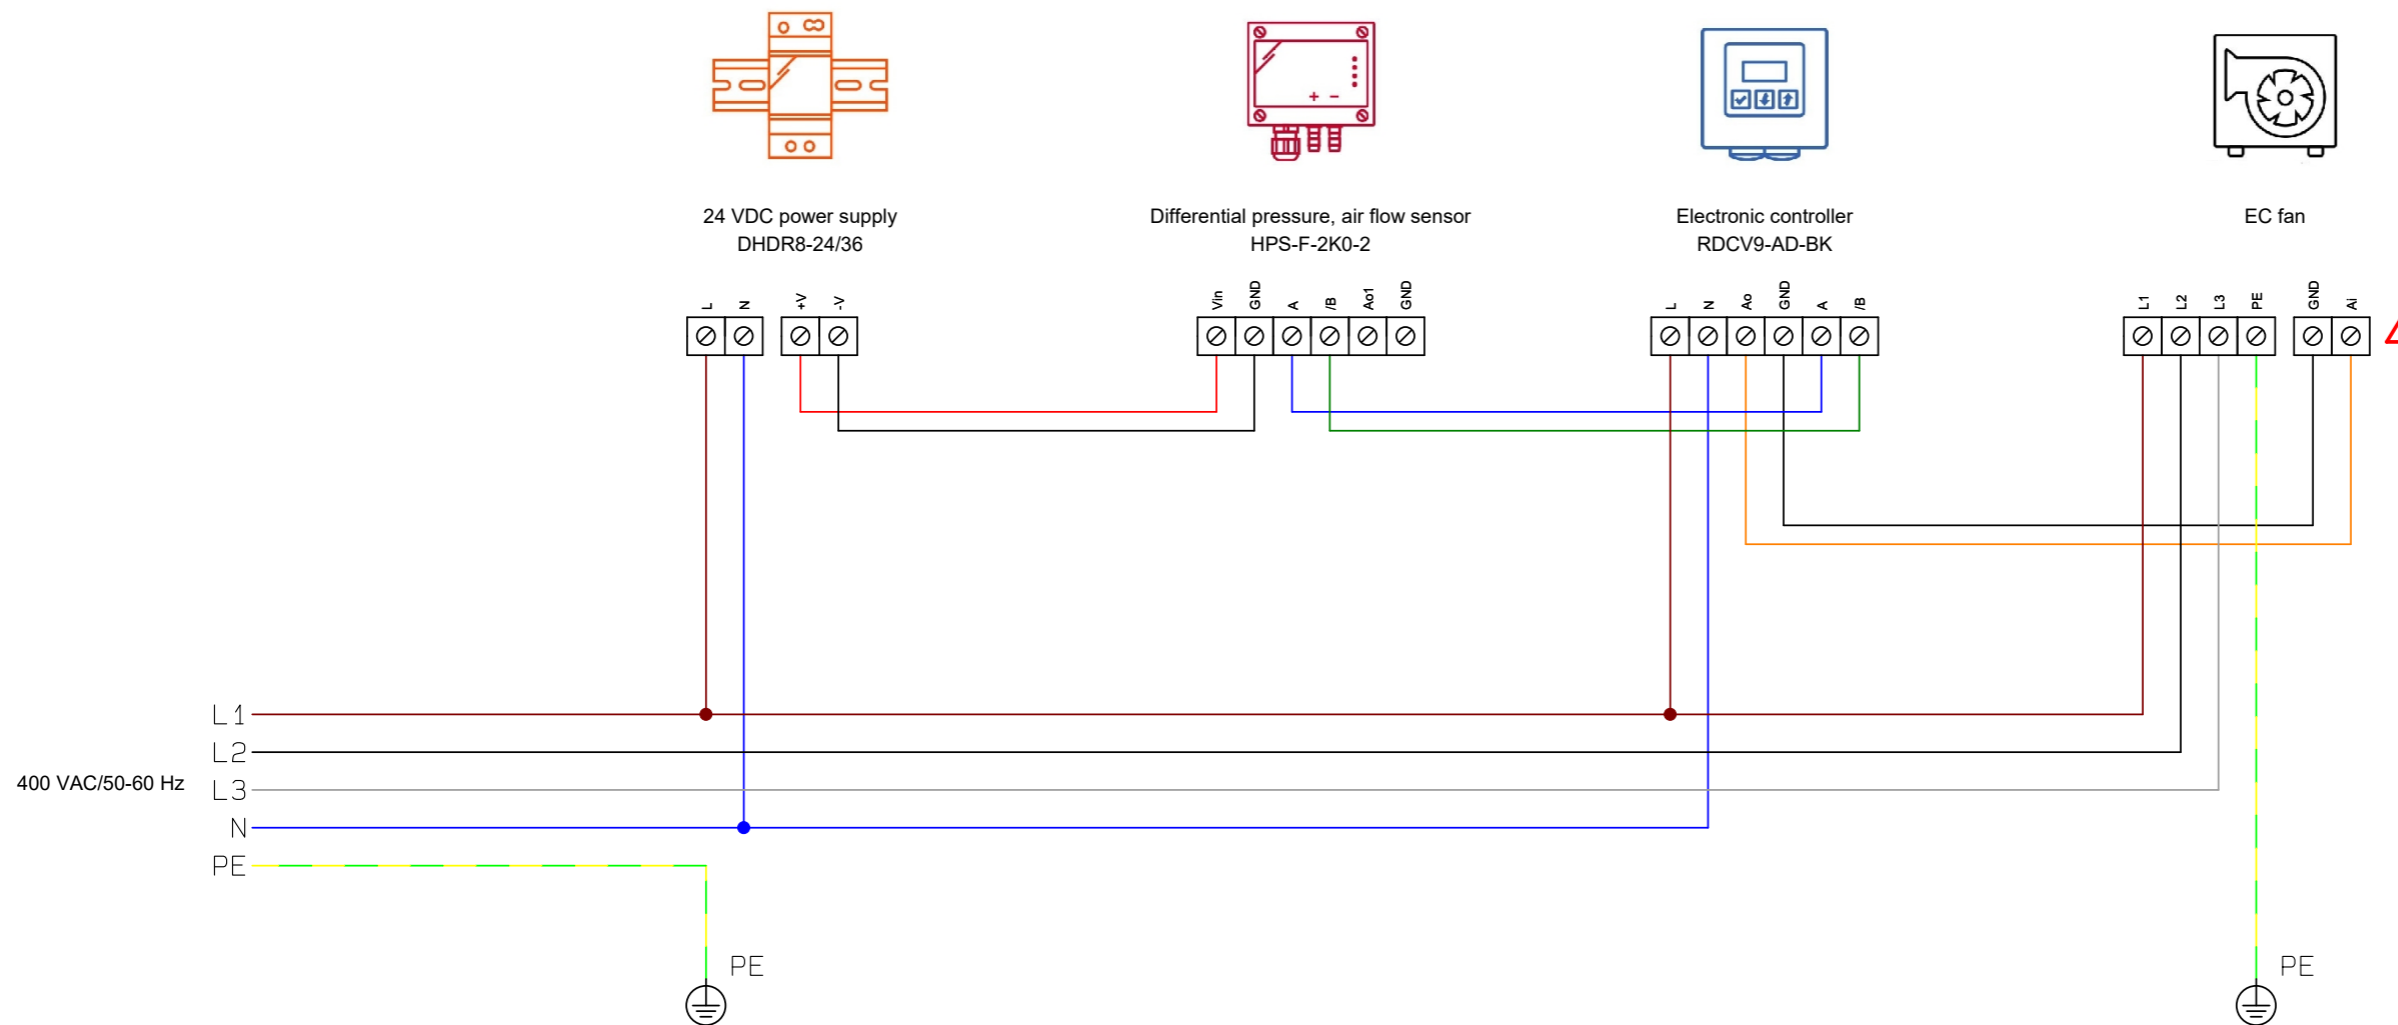 24 VDC power supply
DHDR8-24/36
Differential pressure, air flow sensor
HPS-F-2K0-2
Electronic controller
RDCV9-AD-BK
EC fan
L N +V -V
Vin GND A /B Ao1 GND
L N Ao GND A /B
L1 L2 L3 PE GND Ai
L1
L2
400 VAC/50-60 Hz
L3
N
PE
PE
PE